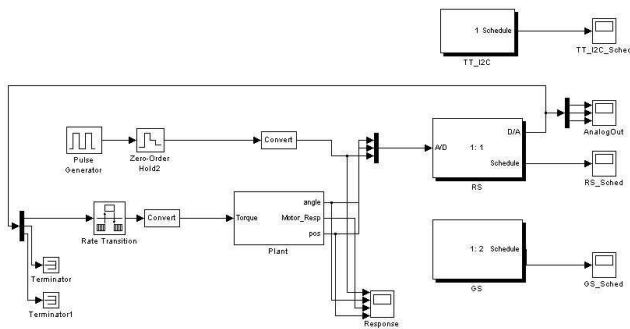 1 Schedule
TT_I2C
TT_I2C_Sched
D/A
A/D
1: 1
Schedule
RS
AnalogOut
RS_Sched
Pulse
Generator
Zero-Order
Hold2
Convert
Rate Transition
Convert
Torque
angle
Motor_Resp
pos
Plant
1: 2
Schedule
GS
GS_Sched
Terminator
Terminator1
Response